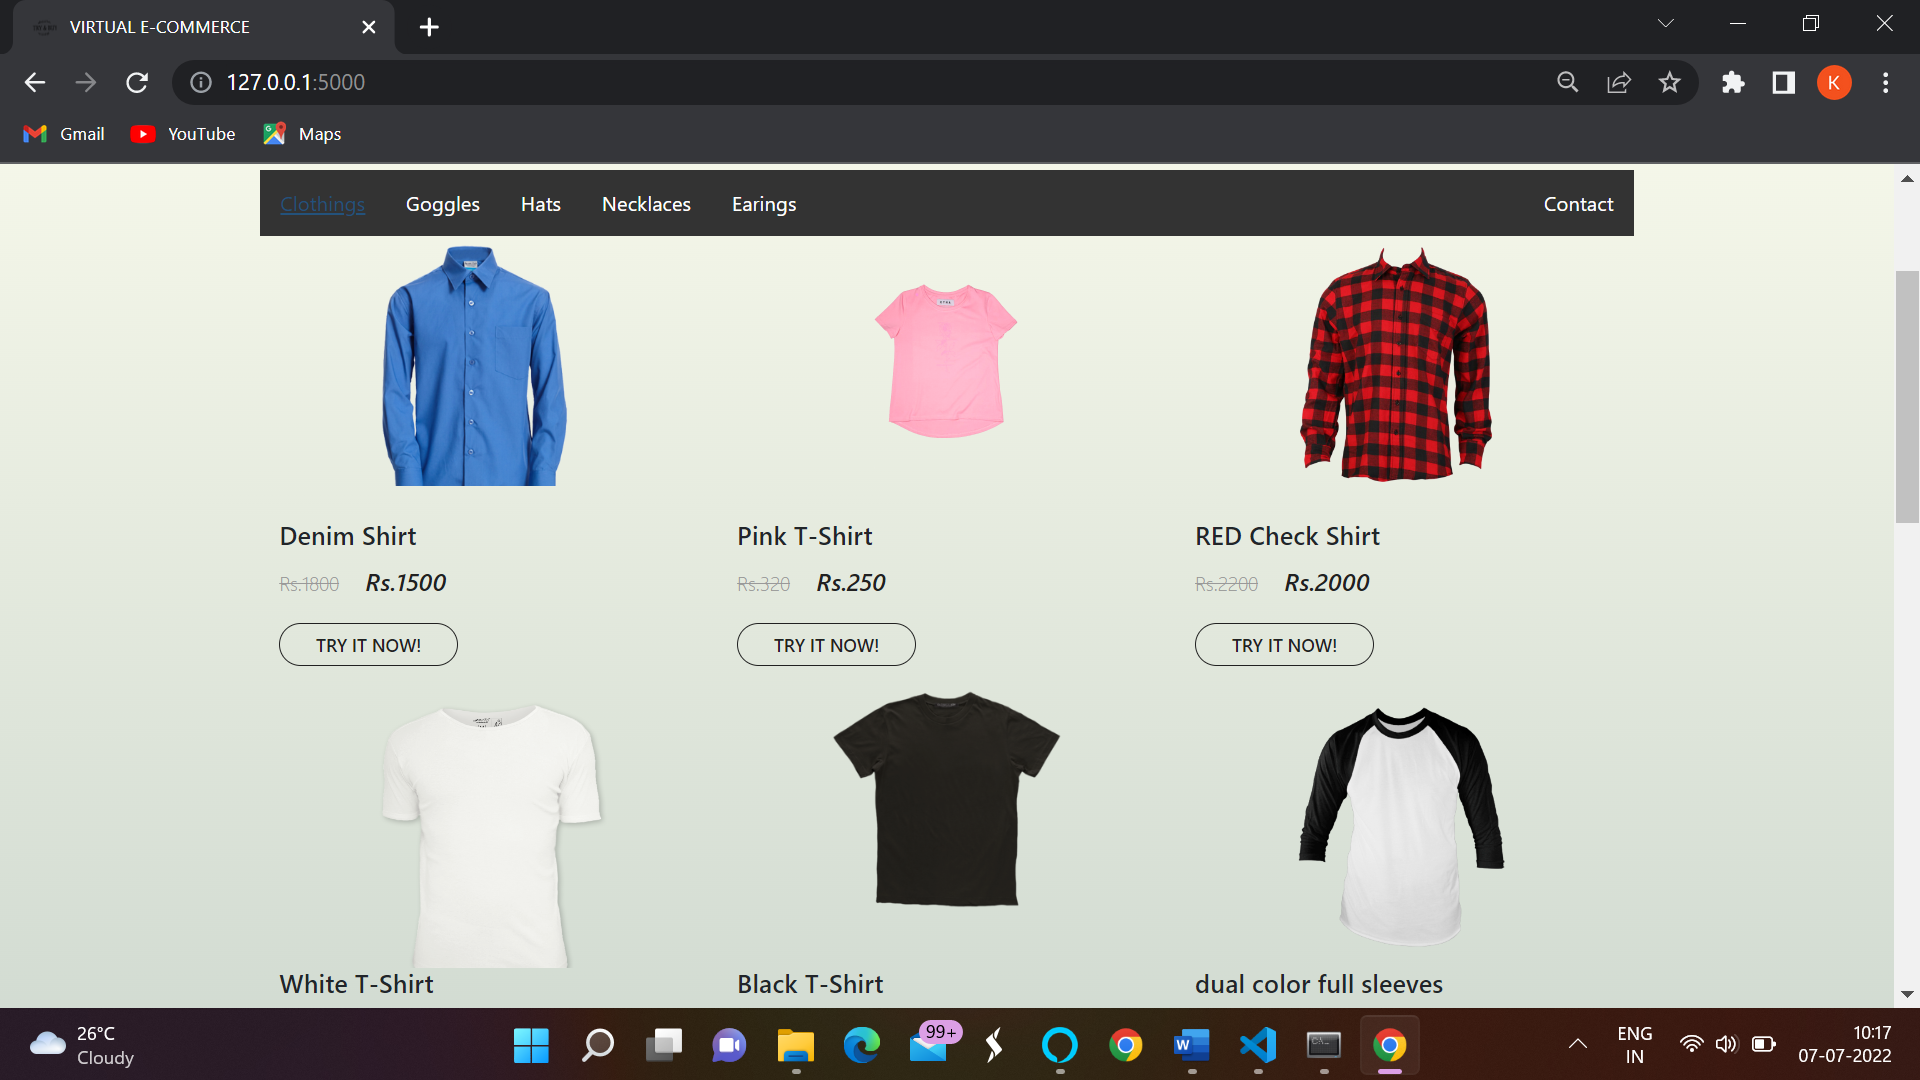 VIRTUAL E-COMMERCE
127.0.0.1:5000
K
Gmail
YouTube
Maps
Clothings
Goggles
Hats
Necklaces
Earings
Contact
Denim Shirt
Pink T-Shirt
RED Check Shirt
Rs.1800 Rs.1500
Rs.320 Rs.250
Rs.2200 Rs.2000
TRY IT NOW!
TRY IT NOW!
TRY IT NOW!
White T-Shirt
Black T-Shirt
dual color full sleeves
26°C
Cloudy
99+
W
ENG
IN
10:17
07-07-2022